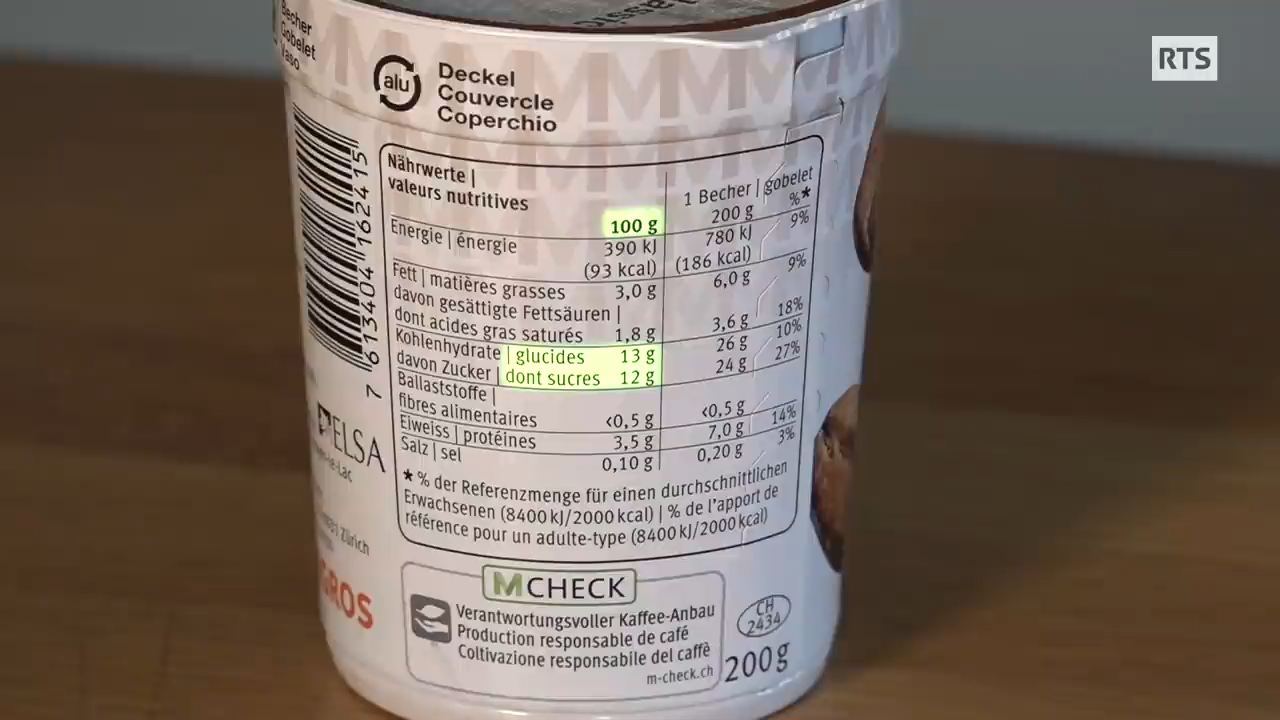 RTS
Classic
Becher
Gobelet
Vaso
alu
Deckel
Couvercle
Coperchio
Nährwerte |
valeurs nutritives
100 g
1 Becher | gobelet
200 g %*
Energie | énergie 390 kJ 780 kJ 9%
(93 kcal) (186 kcal)
Fett | matières grasses 3,0 g 6,0 g 9%
davon gesättigte Fettsäuren |
dont acides gras saturés 1,8 g 3,6 g 18%
Kohlenhydrate | glucides 13 g 26 g 10%
davon Zucker | dont sucres 12 g 24 g 27%
Ballaststoffe |
fibres alimentaires <0,5 g <0,5 g
Eiweiss | protéines 3,5 g 7,0 g 14%
Salz | sel 0,10 g 0,20 g 3%
* % der Referenzmenge für einen durchschnittlichen
Erwachsenen (8400 kJ/2000 kcal) | % de l'apport de
référence pour un adulte-type (8400 kJ/2000 kcal)
7 613404 162415
ELSA
Zürich
M CHECK
Verantwortungsvoller Kaffee-Anbau
Production responsable de café
Coltivazione responsabile del caffè
m-check.ch
CH
2434
200g